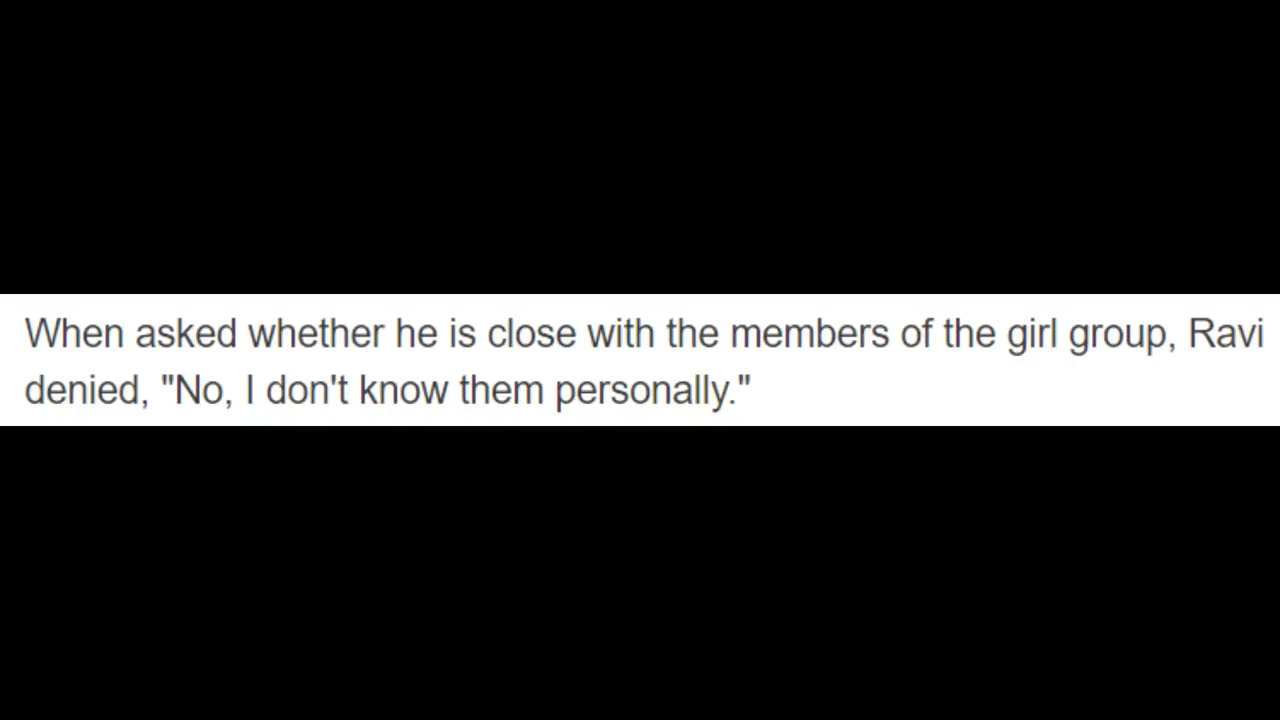 When asked whether he is close with the members of the girl group, Ravi
denied, "No, I don't know them personally."